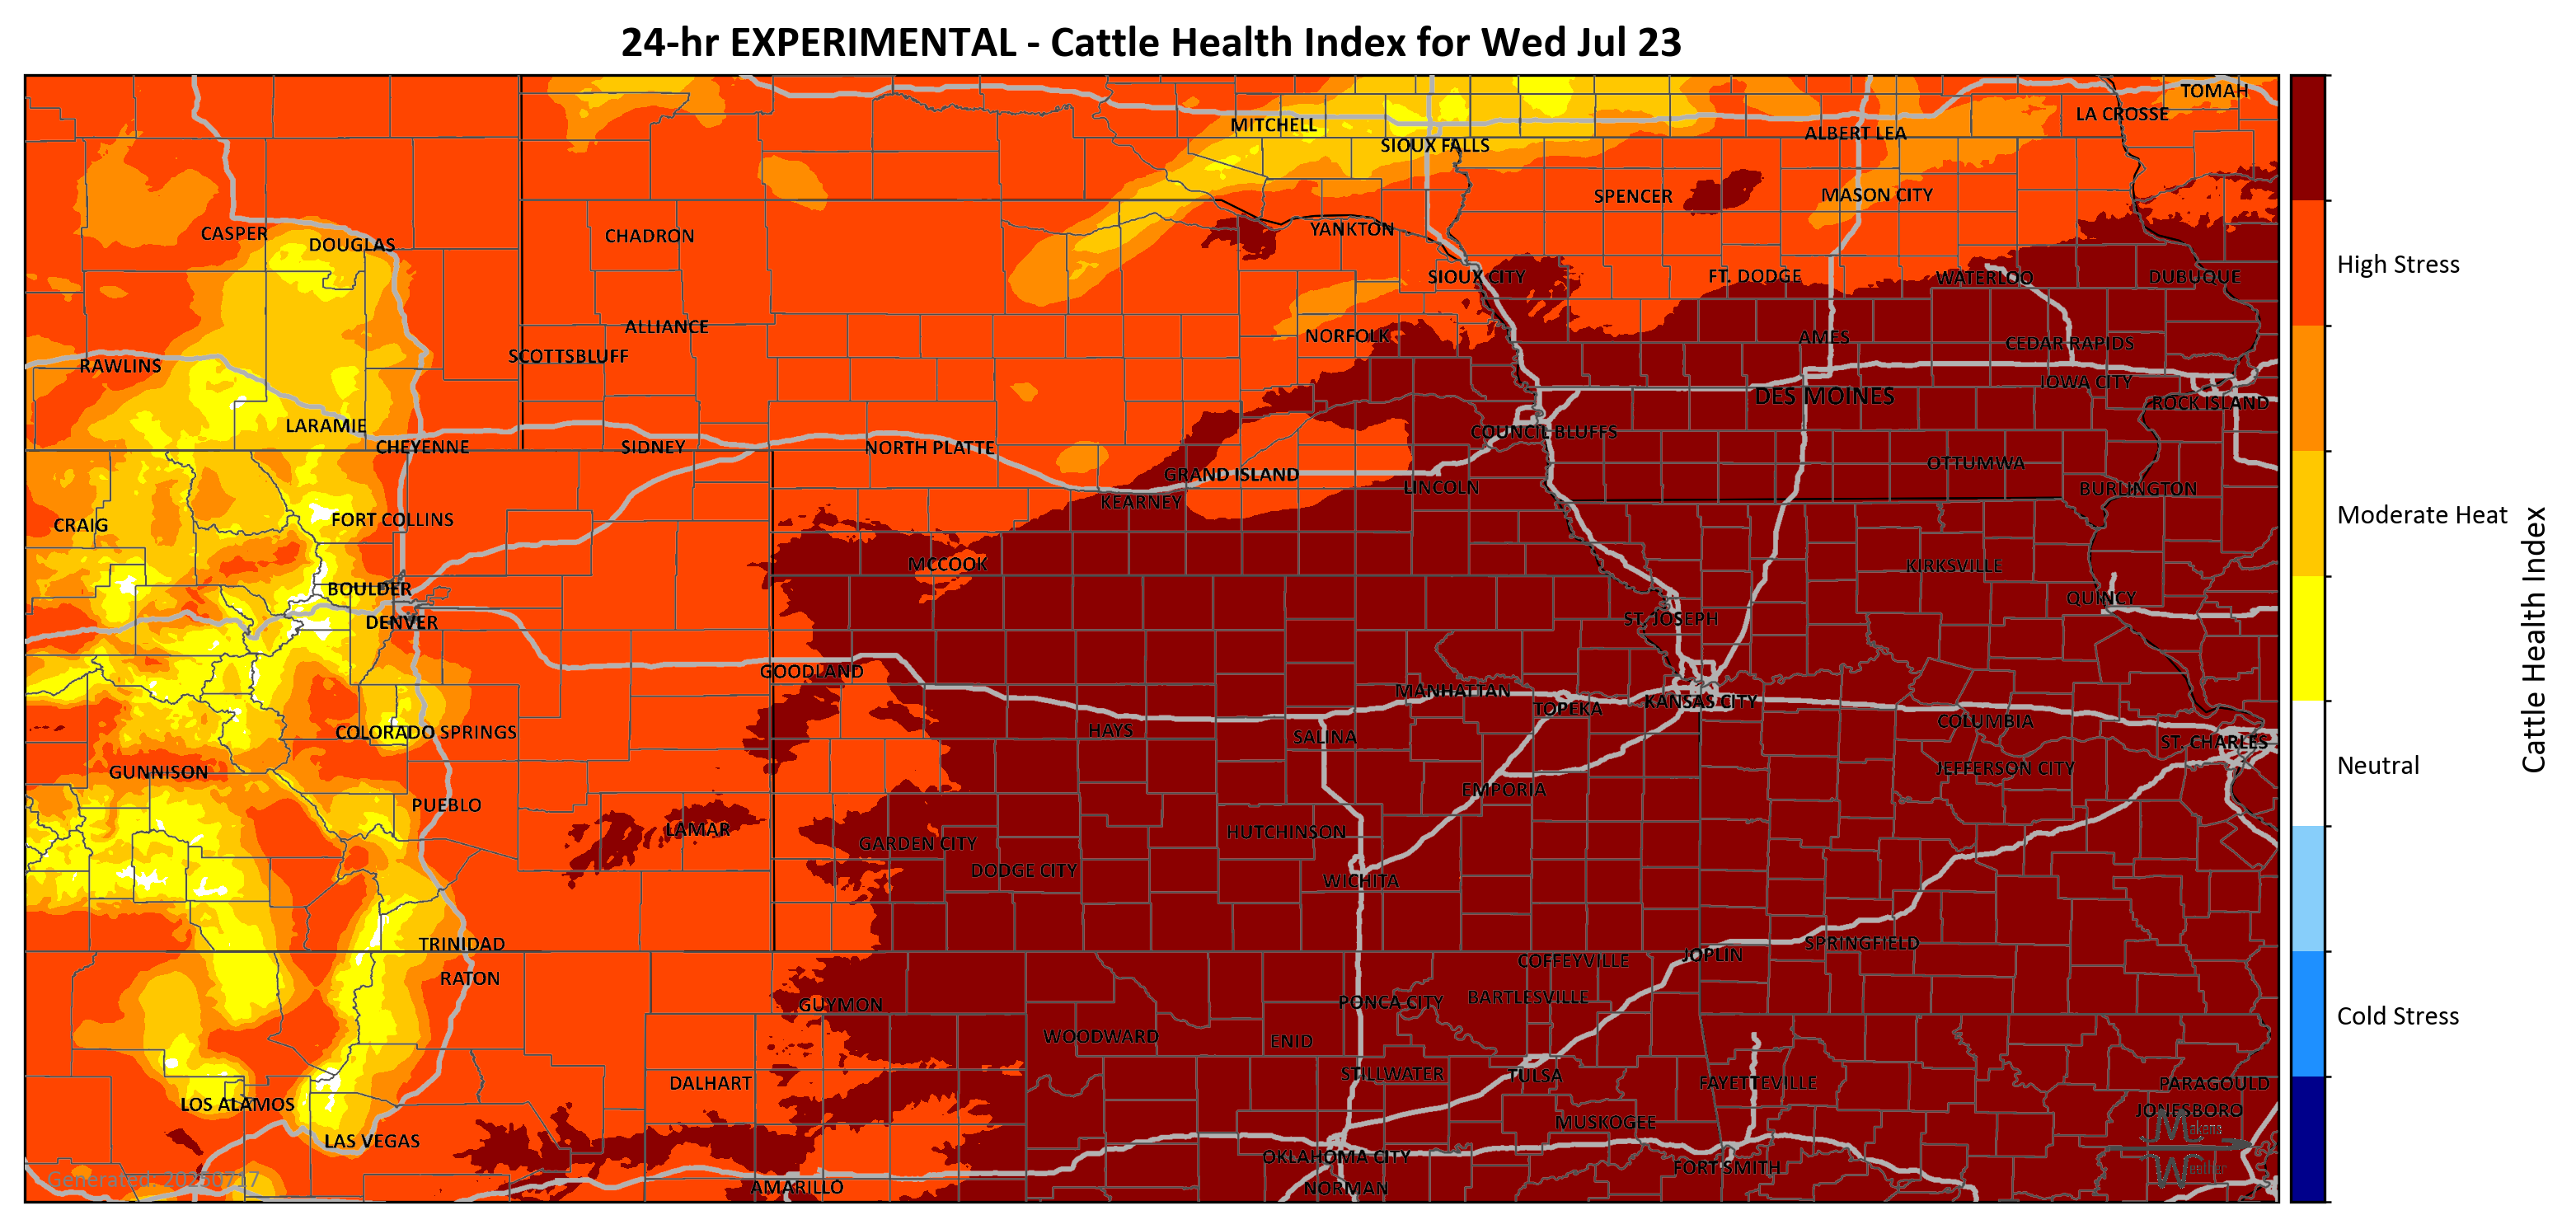 24-hr EXPERIMENTAL - Cattle Health Index for Wed Jul 23
TOMAH
LA CROSSE
MITCHELL
ALBERT LEA
SIOUX FALLS
SPENCER
MASON CITY
YANKTON
CASPER
CHADRON
DOUGLAS
SIOUX CITY
FT. DODGE
WATERLOO
DUBUQUE
ALLIANCE
NORFOLK
AMES
CEDAR RAPIDS
SCOTTSBLUFF
RAWLINS
IOWA CITY
DES MOINES
ROCK ISLAND
LARAMIE
COUNCIL BLUFFS
CHEYENNE
SIDNEY
NORTH PLATTE
OTTUMWA
GRAND ISLAND
LINCOLN
BURLINGTON
KEARNEY
FORT COLLINS
CRAIG
MCCOOK
KIRKSVILLE
BOULDER
QUINCY
DENVER
ST. JOSEPH
GOODLAND
MANHATTAN
KANSAS CITY
TOPEKA
COLUMBIA
COLORADO SPRINGS
HAYS
SALINA
ST. CHARLES
JEFFERSON CITY
GUNNISON
EMPORIA
PUEBLO
LAMAR
HUTCHINSON
GARDEN CITY
DODGE CITY
WICHITA
TRINIDAD
SPRINGFIELD
JOPLIN
COFFEYVILLE
RATON
BARTLESVILLE
PONCA CITY
GUYMON
WOODWARD
ENID
STILLWATER
TULSA
DALHART
FAYETTEVILLE
PARAGOULD
LOS ALAMOS
JONESBORO
MUSKOGEE
Makens
LAS VEGAS
OKLAHOMA CITY
FORT SMITH
Weather
Generated: 20250717
AMARILLO
NORMAN
High Stress
Moderate Heat
Neutral
Cold Stress
Cattle Health Index